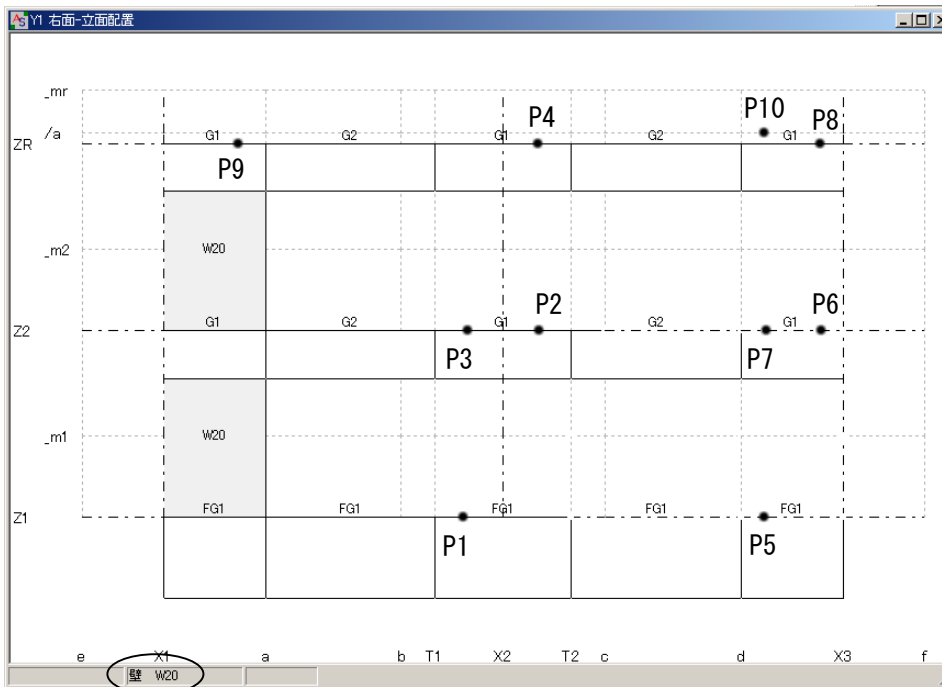 Y1 右面-立面配置
_mr
P10
P4
P8
/a
G1 G2 G1 G2 G1
ZR
P9
W20
_m2
P2
P6
G1 G2 G1 G2 G1
Z2
P3
P7
W20
_m1
FG1 FG1 FG1 FG1 FG1
Z1
P1
P5
e X1 a b T1 X2 T2 c d X3 f
壁 W20